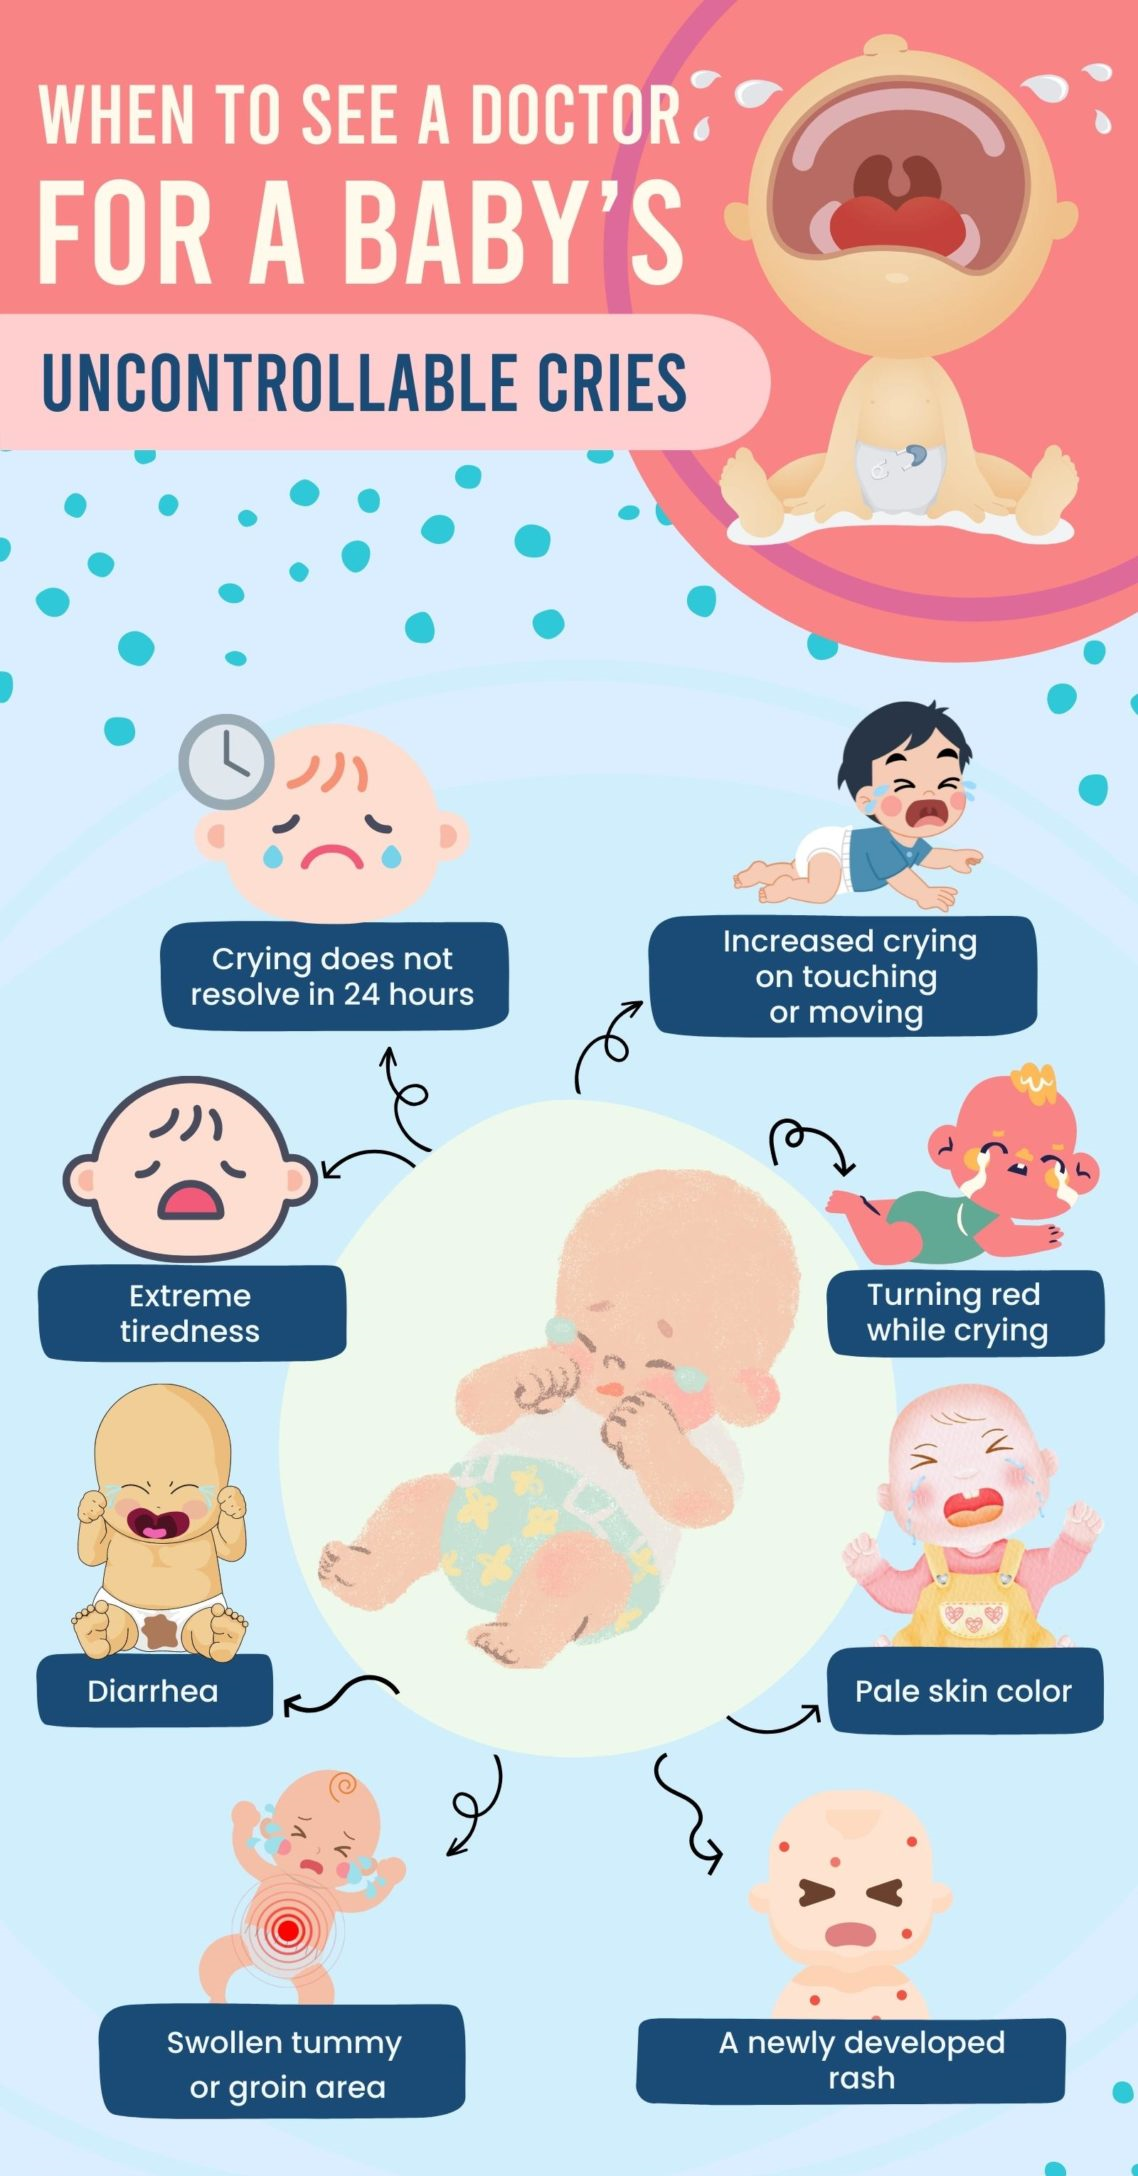 WHEN TO SEE A DOCTOR
FOR A BABY'S
UNCONTROLLABLE CRIES
Crying does not
resolve in 24 hours
Increased crying
on touching
or moving
Extreme
tiredness
Turning red
while crying
Diarrhea
Pale skin color
Swollen tummy
or groin area
A newly developed
rash